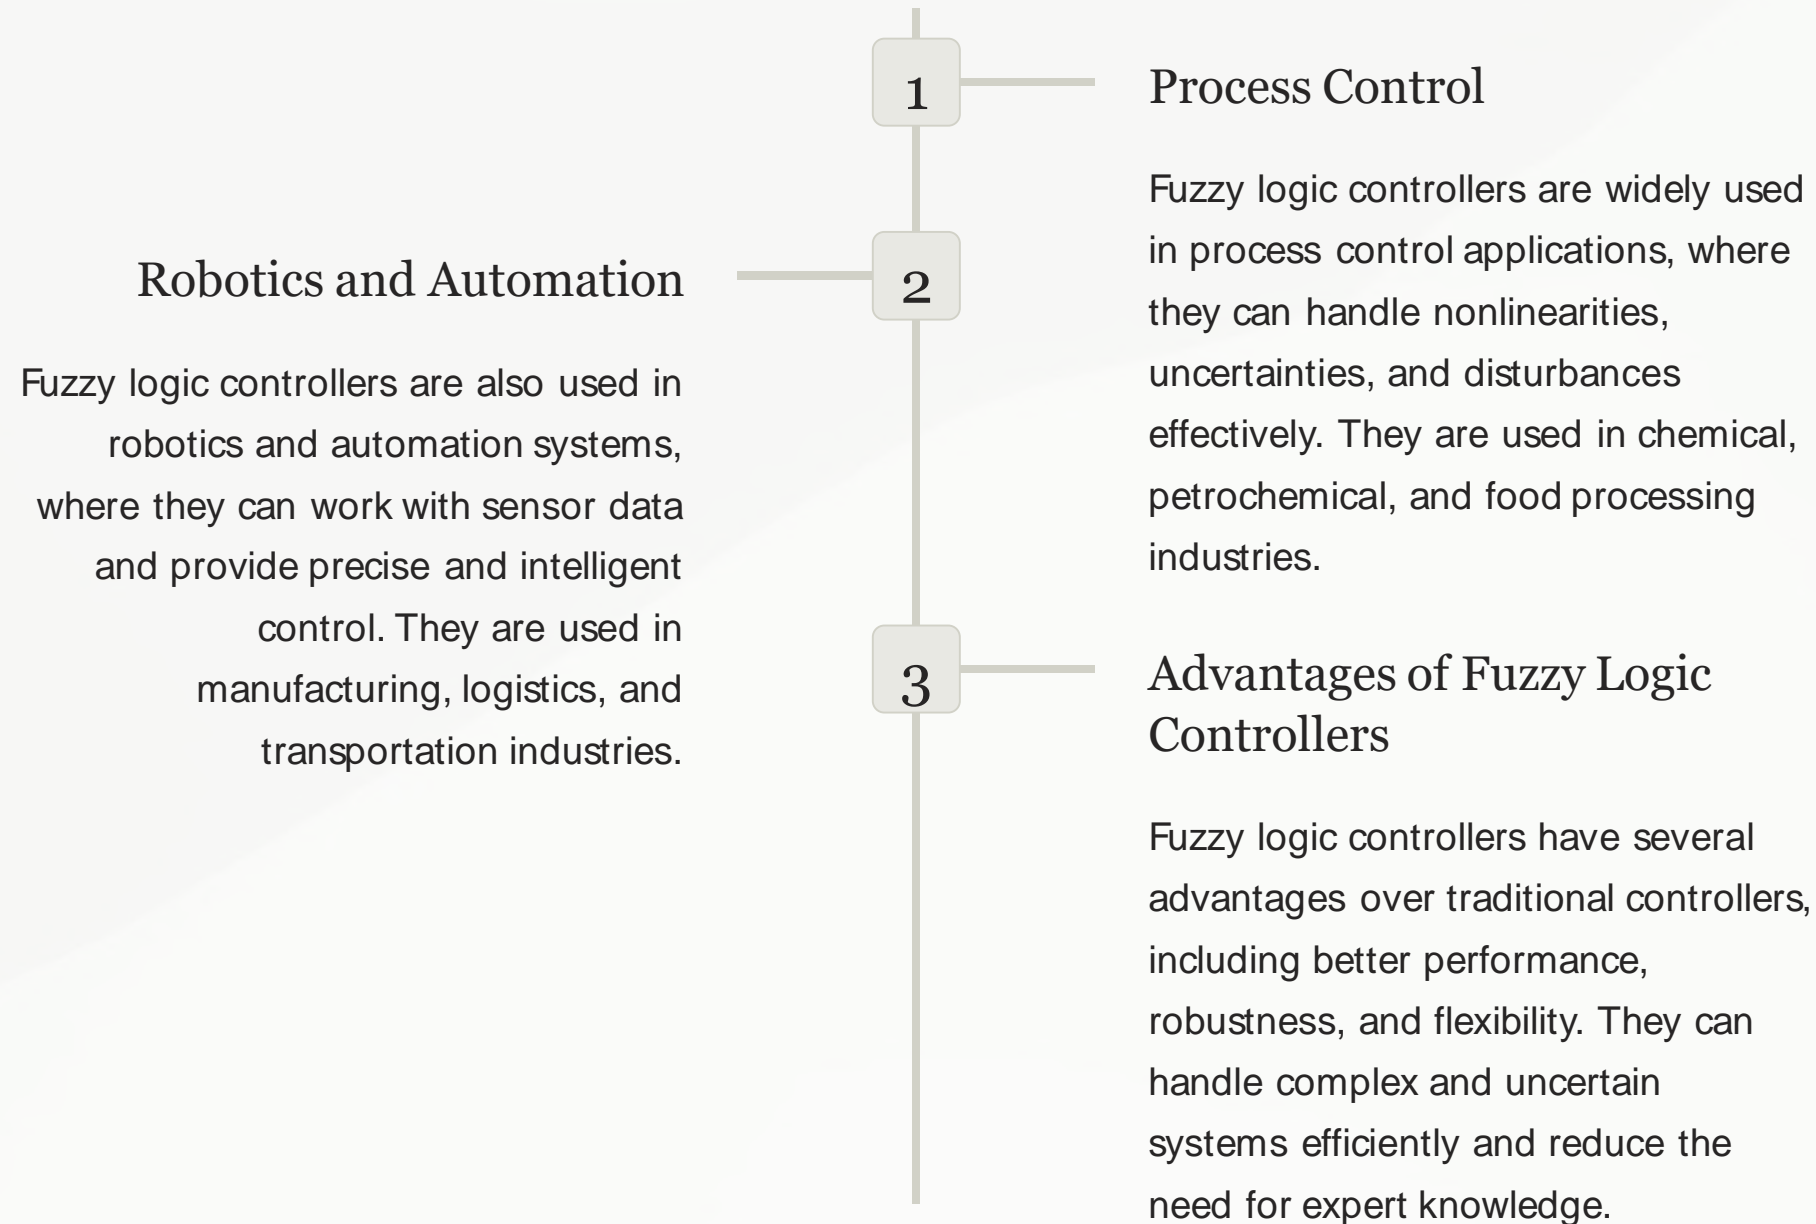 1
Process Control
Fuzzy logic controllers are widely used
in process control applications, where
they can handle nonlinearities,
uncertainties, and disturbances
effectively. They are used in chemical,
petrochemical, and food processing
industries.
2
Robotics and Automation
Fuzzy logic controllers are also used in
robotics and automation systems,
where they can work with sensor data
and provide precise and intelligent
control. They are used in
manufacturing, logistics, and
transportation industries.
3
Advantages of Fuzzy Logic
Controllers
Fuzzy logic controllers have several
advantages over traditional controllers,
including better performance,
robustness, and flexibility. They can
handle complex and uncertain
systems efficiently and reduce the
need for expert knowledge.